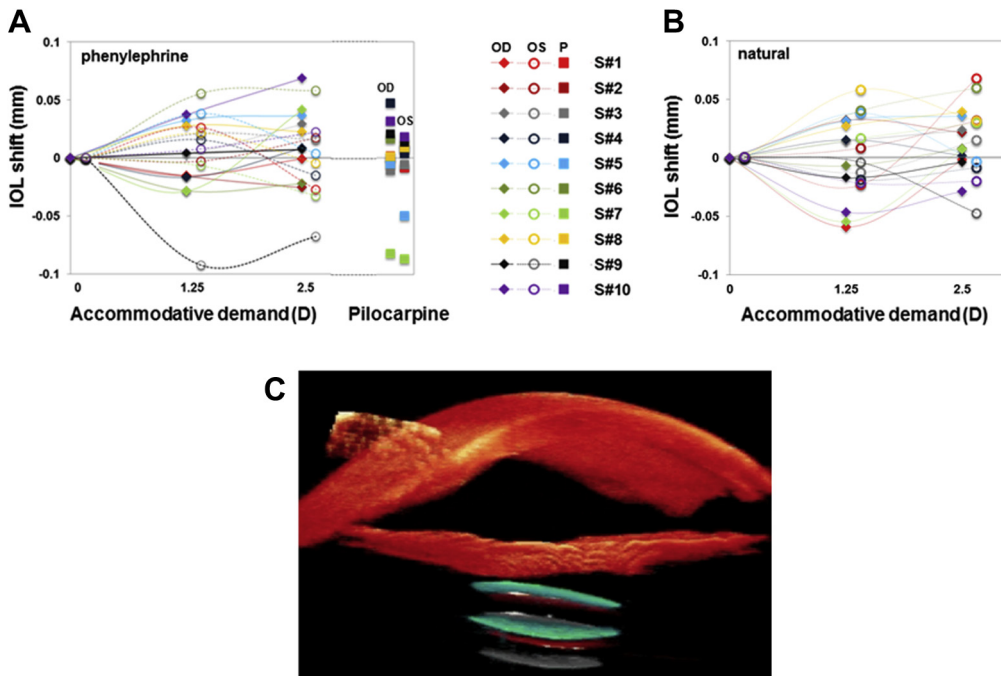 A
phenylephrine
IOL shift (mm)
0.1
0.05
0
-0.05
-0.1
0 1.25 2.5
Accommodative demand (D) Pilocarpine
OD
OS
OD OS P
S#1
S#2
S#3
S#4
S#5
S#6
S#7
S#8
S#9
S#10
B
natural
IOL shift (mm)
0.1
0.05
0
-0.05
-0.1
0 1.25 2.5
Accommodative demand (D)
C